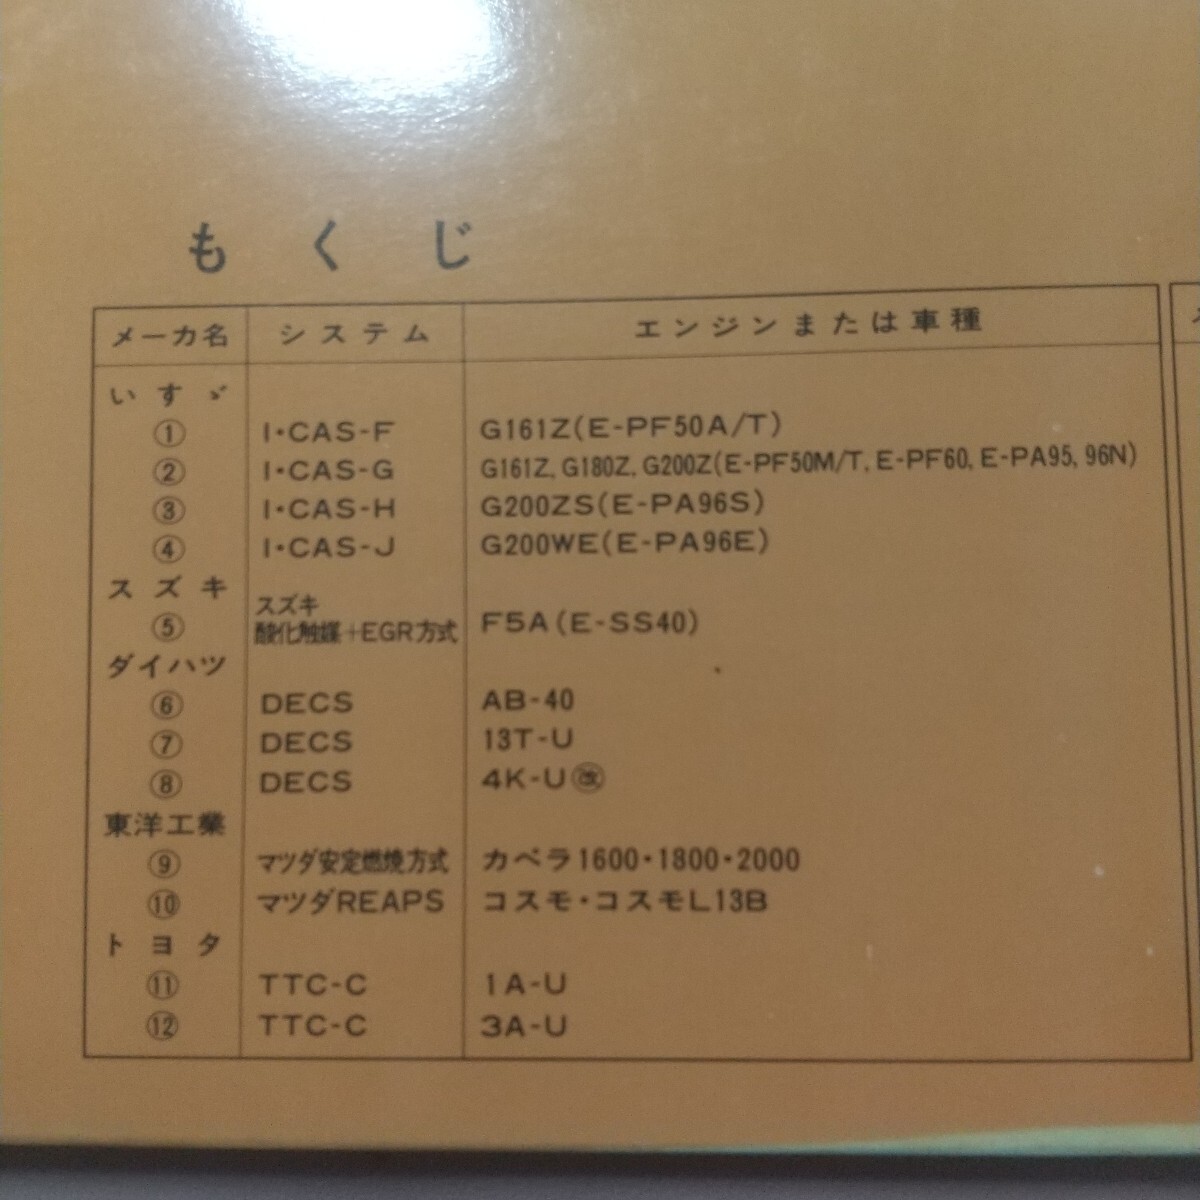 もくじ
メーカ名 システム エンジンまたは車種
いすゞ
① I・CAS-F G161Z(E-PF50A/T)
② I・CAS-G G161Z, G180Z, G200Z(E-PF50M/T, E-PF60, E-PA95, 96N)
③ I・CAS-H G200ZS(E-PA96S)
④ I・CAS-J G200WE(E-PA96E)
スズキ
⑤ スズキ
酸化触媒+EGR方式 F5A(E-SS40)
ダイハツ
⑥ DECS AB-40
⑦ DECS 13T-U
⑧ DECS 4K-U㊥
東洋工業
⑨ マツダ安定燃焼方式 カペラ1600・1800・2000
⑩ マツダREAPS コスモ・コスモL13B
トヨタ
⑪ TTC-C 1A-U
⑫ TTC-C 3A-U